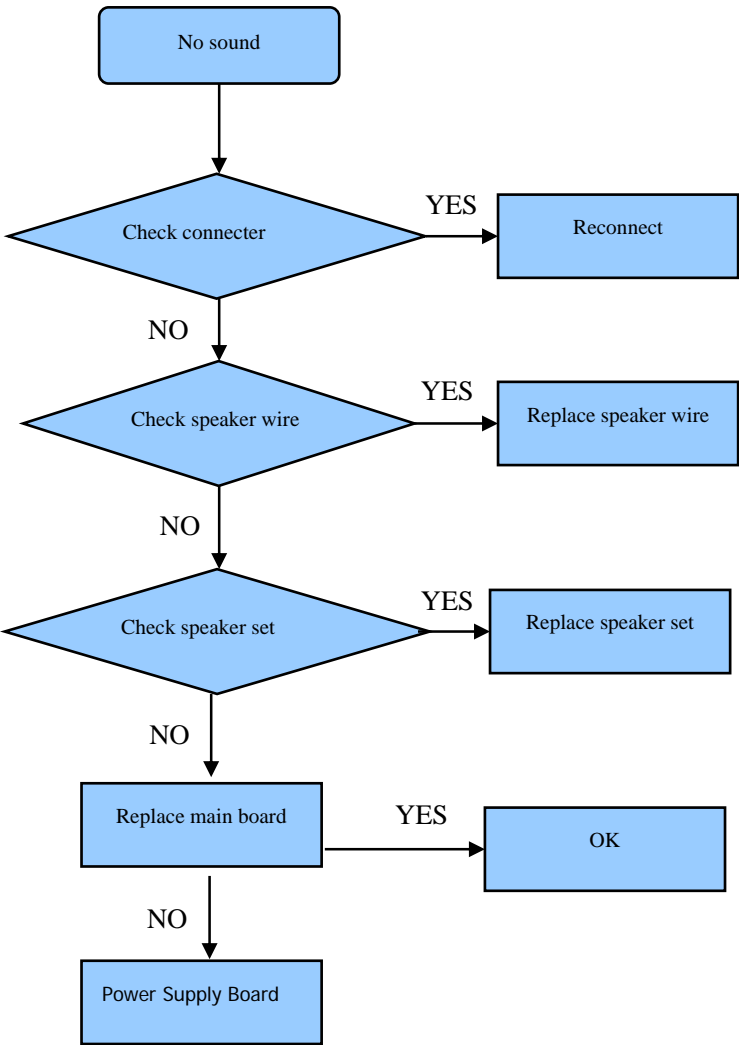 No sound
Check connecter
YES
Reconnect
NO
Check speaker wire
YES
Replace speaker wire
NO
Check speaker set
YES
Replace speaker set
NO
Replace main board
YES
OK
NO
Power Supply Board